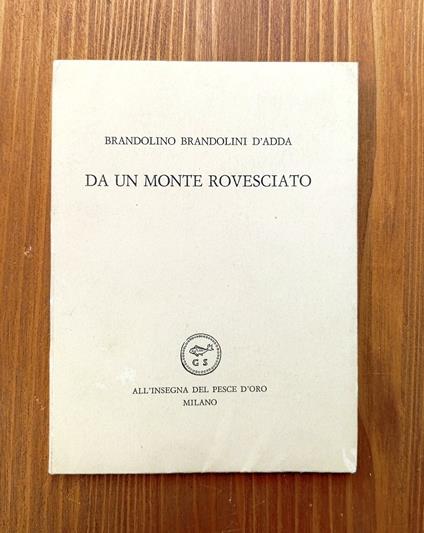 BRANDOLINO BRANDOLINI D'ADDA
DA UN MONTE ROVESCIATO
G S
ALL'INSEGNA DEL PESCE D'ORO
MILANO